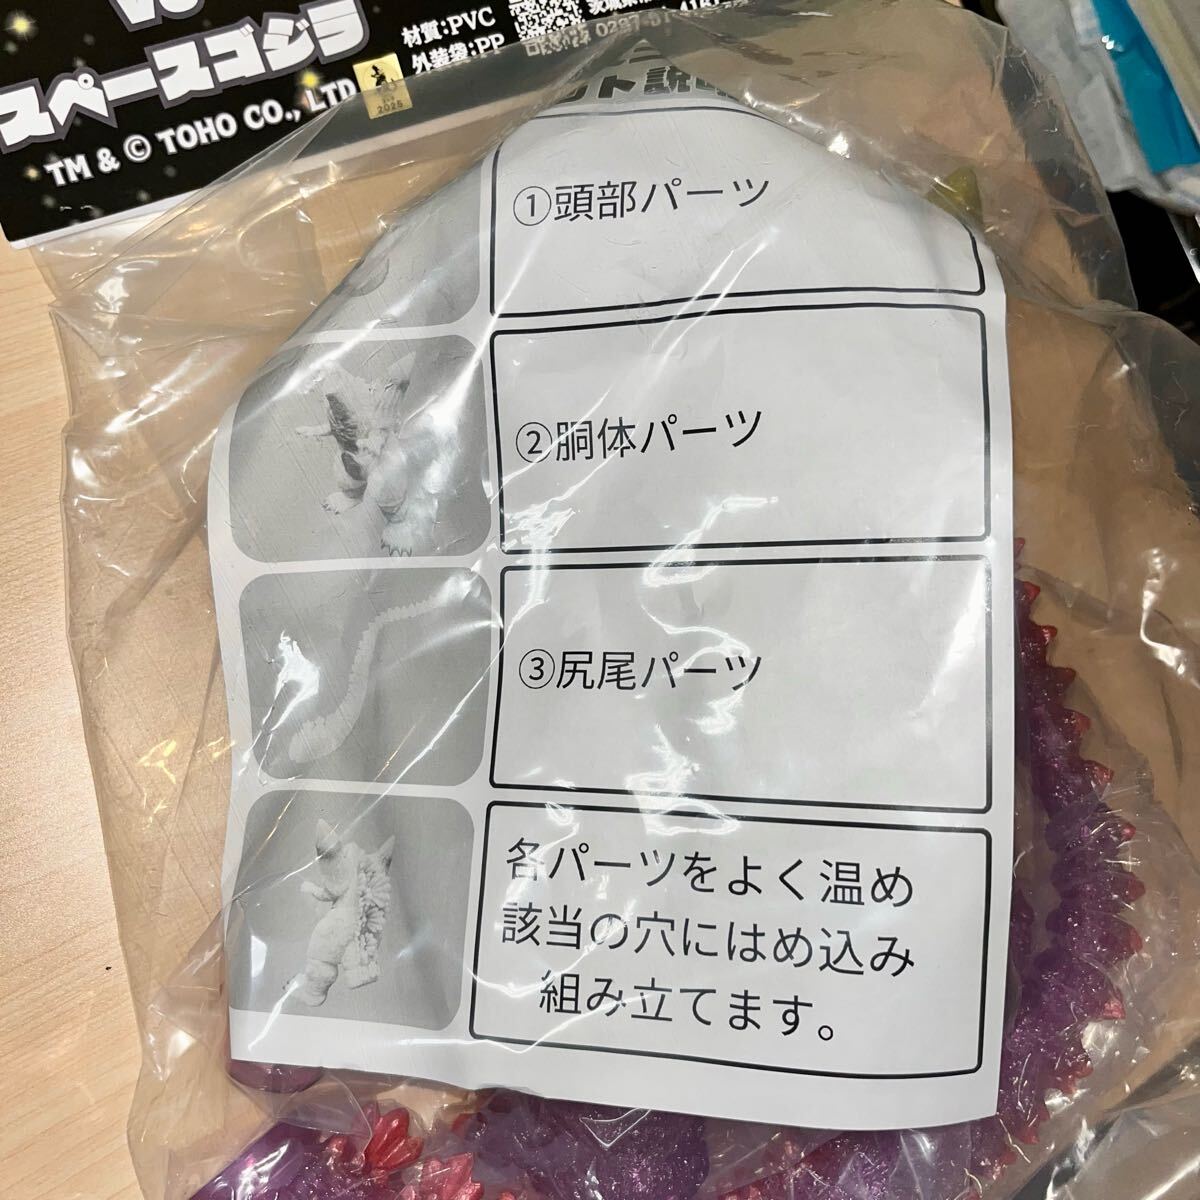 スペースゴジラ
TM & © TOHO CO., LTD
2025
材質:PVC
外装袋:PP
①頭部パーツ
②胴体パーツ
③尻尾パーツ
各パーツをよく温め
該当の穴にはめ込み
組み立てます。